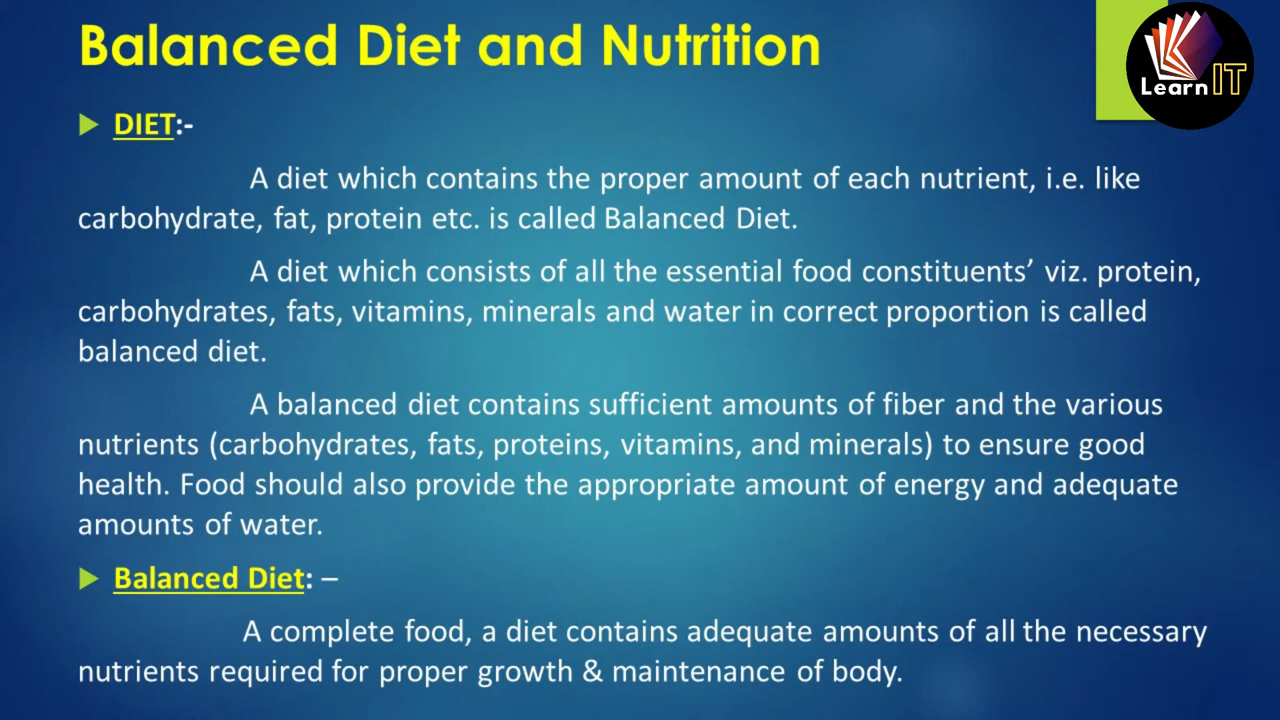 Balanced Diet and Nutrition
Learn IT
DIET:-
A diet which contains the proper amount of each nutrient, i.e. like
carbohydrate, fat, protein etc. is called Balanced Diet.
A diet which consists of all the essential food constituents’ viz. protein,
carbohydrates, fats, vitamins, minerals and water in correct proportion is called
balanced diet.
A balanced diet contains sufficient amounts of fiber and the various
nutrients (carbohydrates, fats, proteins, vitamins, and minerals) to ensure good
health. Food should also provide the appropriate amount of energy and adequate
amounts of water.
Balanced Diet: –
A complete food, a diet contains adequate amounts of all the necessary
nutrients required for proper growth & maintenance of body.